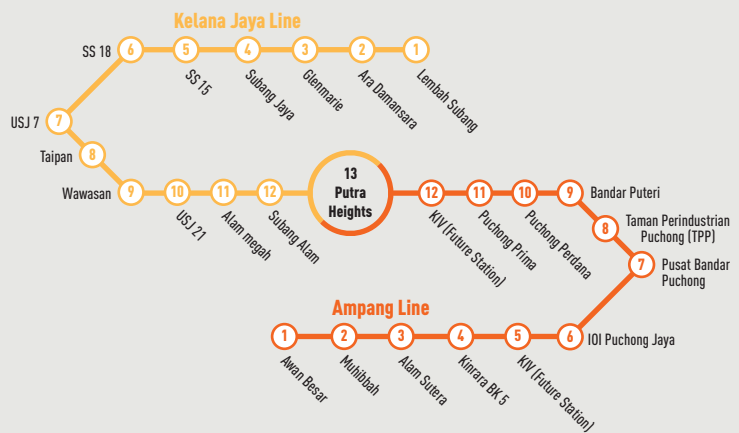 Kelana Jaya Line
SS 18
6
5
4
3
2
1
SS 15
Subang Jaya
Glenmarie
Ara Damansara
Lembah Subang
USJ 7
7
Taipan
8
Wawasan
9
10
11
12
USJ 21
Alam megah
Subang Alam
13
Putra
Heights
12
11
10
9
KIV (Future Station)
Puchong Prima
Puchong Perdana
Bandar Puteri
8
Taman Perindustrian
Puchong (TPP)
7
Pusat Bandar
Puchong
Ampang Line
1
2
3
4
5
6
IOI Puchong Jaya
Awan Besar
Muhibbah
Alam Sutera
Kinrara BK 5
KIV (Future Station)